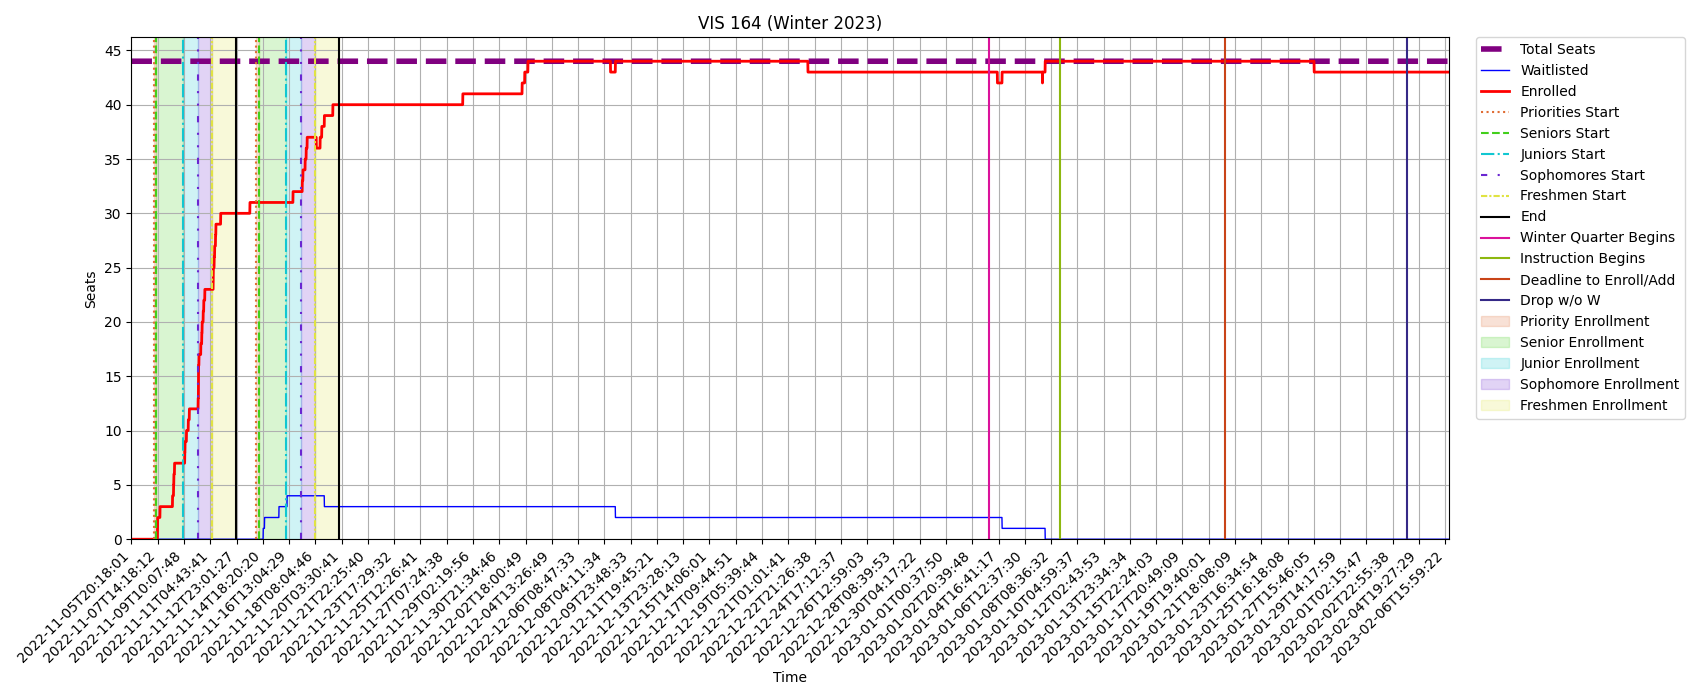 VIS 164 (Winter 2023)
45
40
35
30
25
20
15
10
5
0
Seats
2022-11-05T20:18:01
2022-11-07T14:18:12
2022-11-09T10:07:48
2022-11-11T04:43:41
2022-11-12T23:01:27
2022-11-14T18:20:20
2022-11-16T13:04:29
2022-11-18T08:04:46
2022-11-20T03:30:41
2022-11-21T22:25:40
2022-11-23T17:29:32
2022-11-25T12:26:41
2022-11-27T07:24:38
2022-11-29T02:19:56
2022-11-30T21:34:46
2022-12-02T18:00:49
2022-12-04T13:26:49
2022-12-06T08:47:33
2022-12-08T04:11:34
2022-12-09T23:48:33
2022-12-11T19:45:21
2022-12-13T23:28:13
2022-12-15T14:06:01
2022-12-17T09:44:51
2022-12-19T05:39:44
2022-12-21T01:01:41
2022-12-22T21:26:38
2022-12-24T17:12:37
2022-12-26T12:59:03
2022-12-28T08:39:53
2022-12-30T04:17:22
2023-01-01T00:37:50
2023-01-02T20:39:48
2023-01-04T16:41:17
2023-01-06T12:37:30
2023-01-08T08:36:32
2023-01-10T04:59:37
2023-01-12T02:43:53
2023-01-13T23:34:34
2023-01-15T22:24:03
2023-01-17T20:49:09
2023-01-19T19:40:01
2023-01-21T18:08:09
2023-01-23T16:34:54
2023-01-25T16:18:08
2023-01-27T15:46:05
2023-01-29T14:17:59
2023-02-01T02:15:47
2023-02-02T22:55:38
2023-02-04T19:27:29
2023-02-06T15:59:22
Time
Total Seats
Waitlisted
Enrolled
Priorities Start
Seniors Start
Juniors Start
Sophomores Start
Freshmen Start
End
Winter Quarter Begins
Instruction Begins
Deadline to Enroll/Add
Drop w/o W
Priority Enrollment
Senior Enrollment
Junior Enrollment
Sophomore Enrollment
Freshmen Enrollment